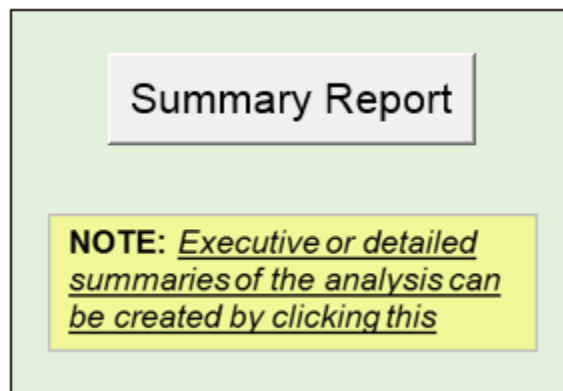 Summary Report
NOTE: Executive or detailed
summaries of the analysis can
be created by clicking this